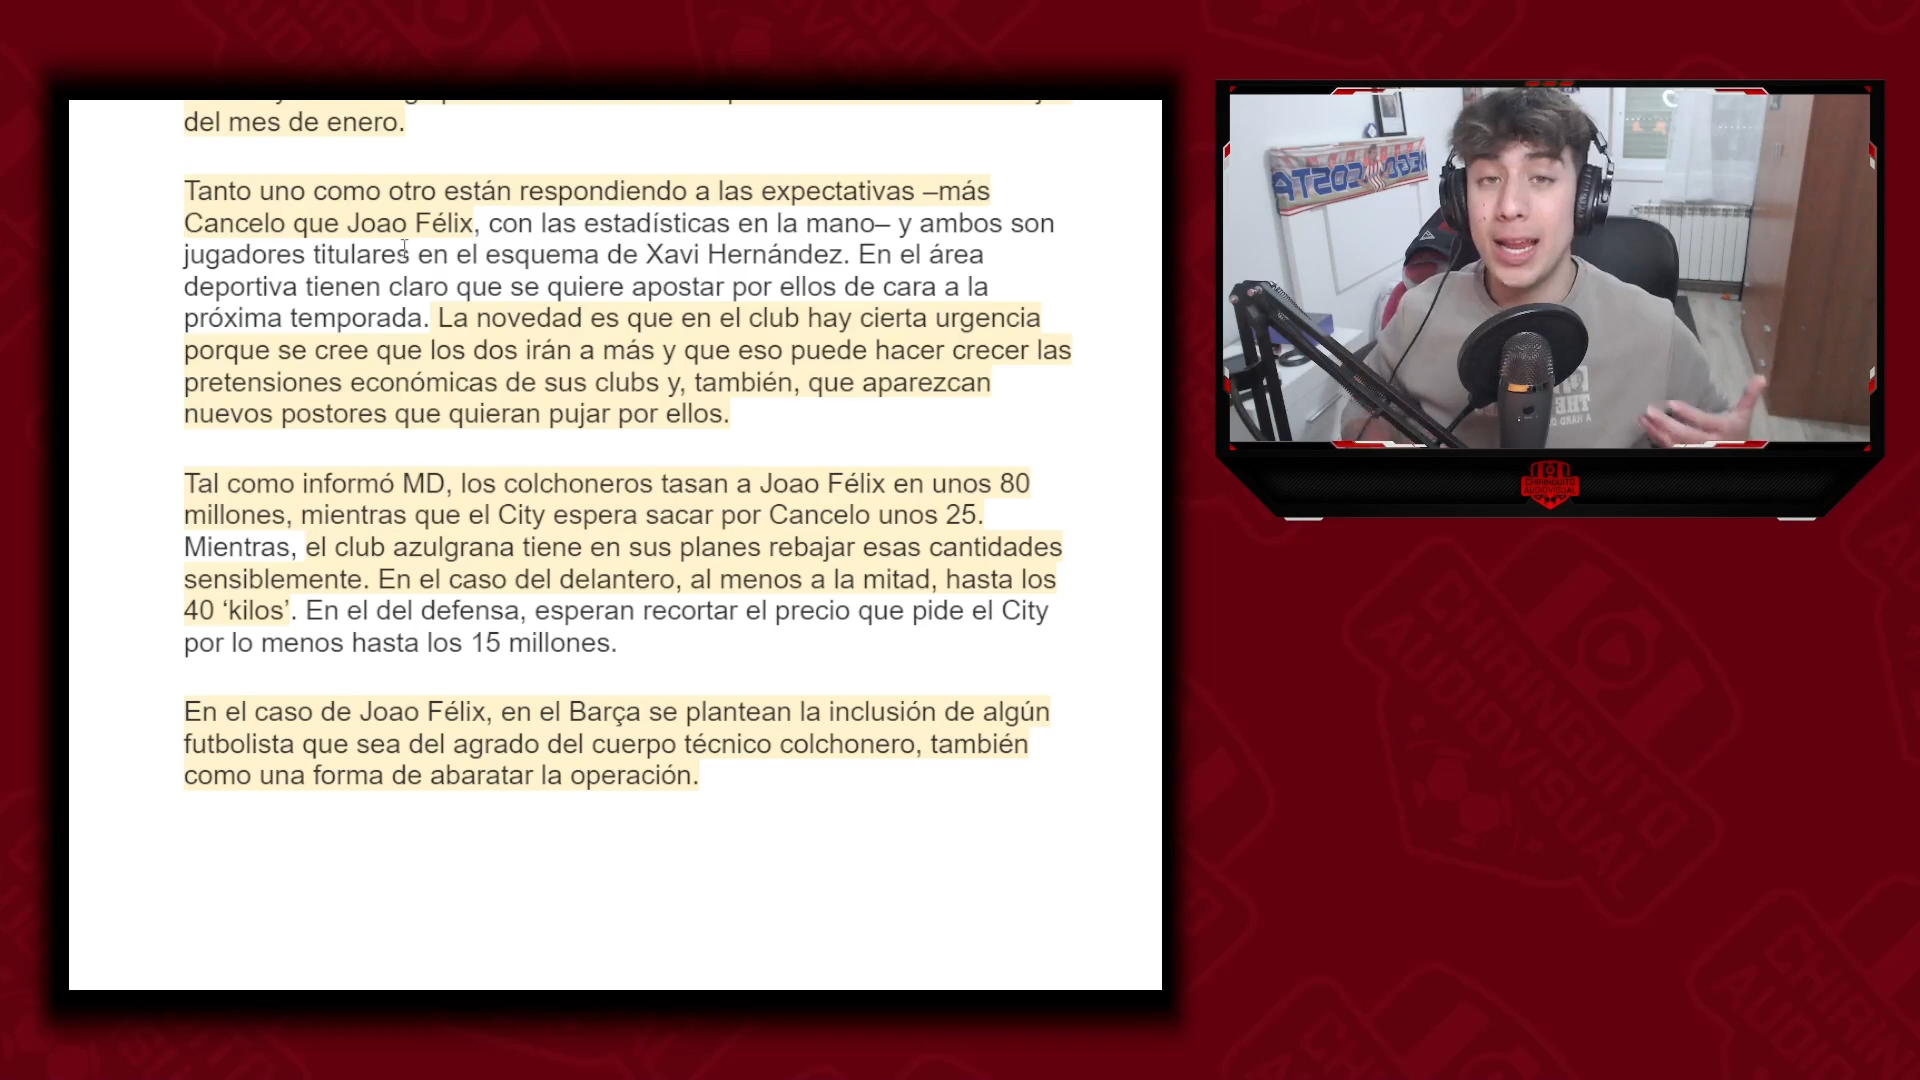 del mes de enero.
Tanto uno como otro están respondiendo a las expectativas –más
Cancelo que Joao Félix, con las estadísticas en la mano– y ambos son
jugadores titulares en el esquema de Xavi Hernández. En el área
deportiva tienen claro que se quiere apostar por ellos de cara a la
próxima temporada. La novedad es que en el club hay cierta urgencia
porque se cree que los dos irán a más y que eso puede hacer crecer las
pretensiones económicas de sus clubs y, también, que aparezcan
nuevos postores que quieran pujar por ellos.
Tal como informó MD, los colchoneros tasan a Joao Félix en unos 80
millones, mientras que el City espera sacar por Cancelo unos 25.
Mientras, el club azulgrana tiene en sus planes rebajar esas cantidades
sensiblemente. En el caso del delantero, al menos a la mitad, hasta los
40 ‘kilos’. En el del defensa, esperan recortar el precio que pide el City
por lo menos hasta los 15 millones.
En el caso de Joao Félix, en el Barça se plantean la inclusión de algún
futbolista que sea del agrado del cuerpo técnico colchonero, también
como una forma de abaratar la operación.
DIEGO COSTA
THE
A HARD
CHIRINGUITO
AUDIOVISUAL
CHIRINGUITO
AUDIOVISUAL